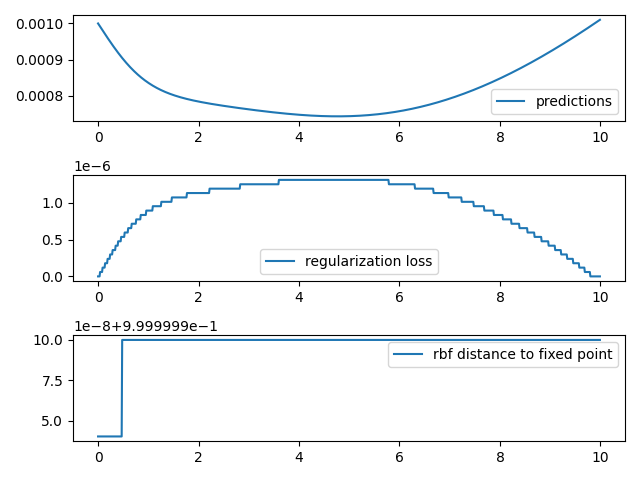 0.0010
0.0009
0.0008
predictions
0 2 4 6 8 10
1e−6
1.0
0.5
0.0
regularization loss
0 2 4 6 8 10
1e−8+9.999999e−1
10.0
7.5
5.0
rbf distance to fixed point
0 2 4 6 8 10